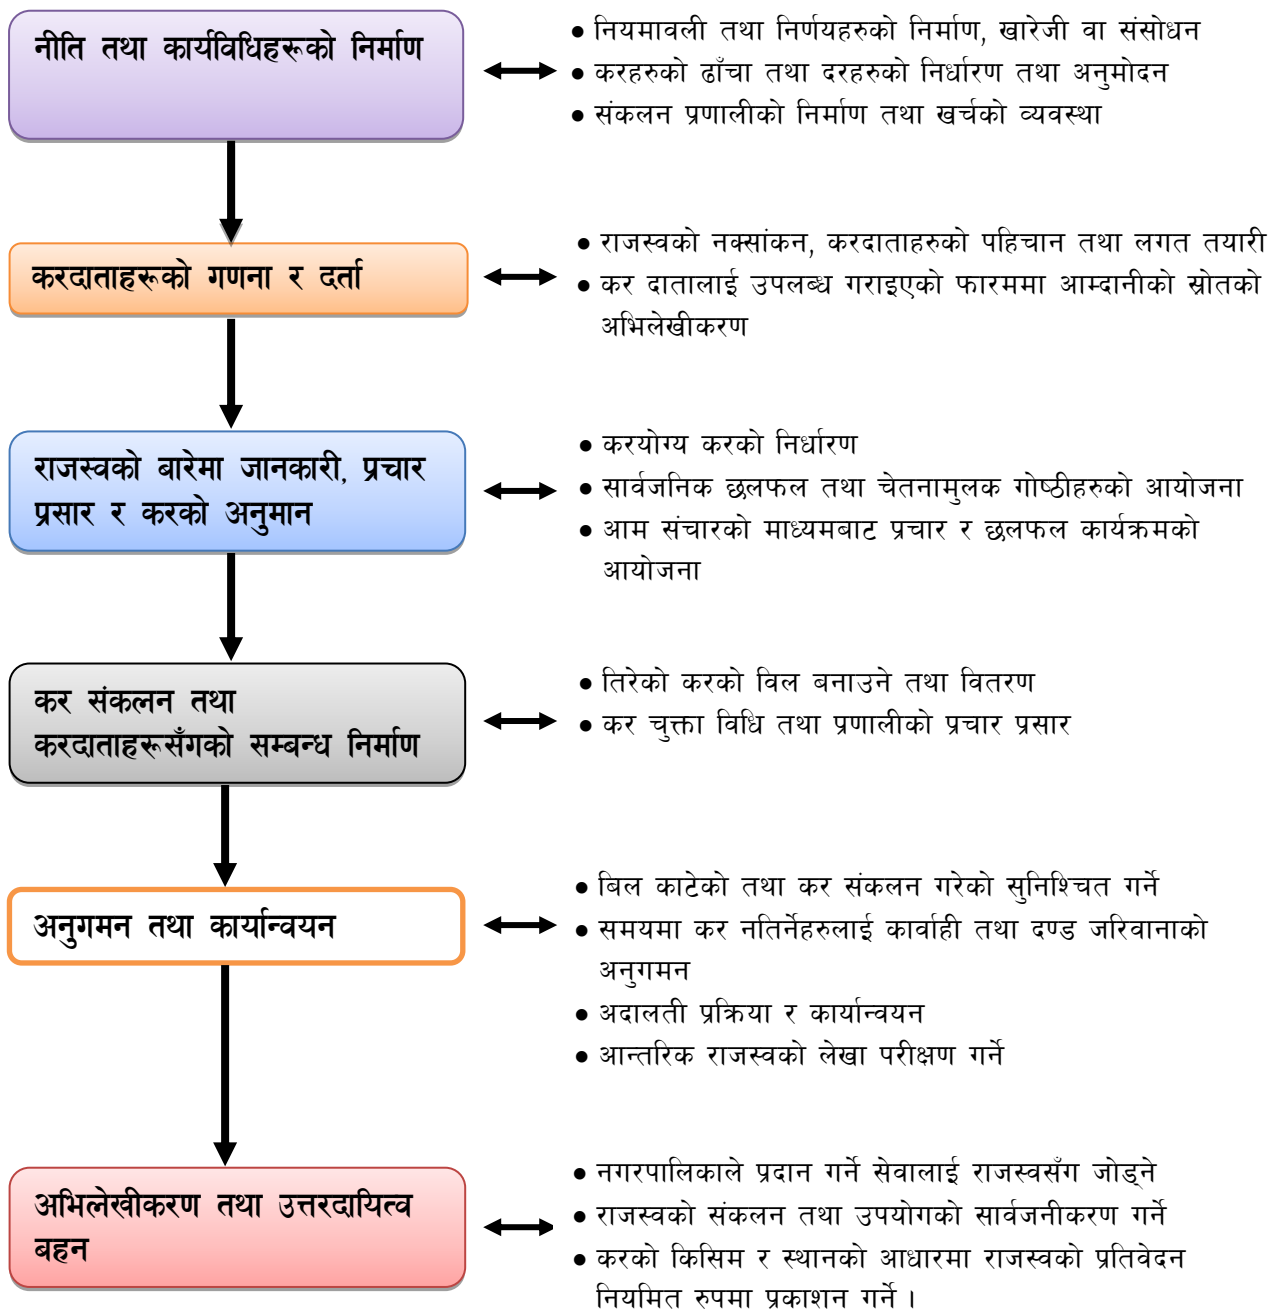 नीति तथा कार्यविधिहरूको निर्माण
• नियमावली तथा निर्णयहरुको निर्माण, खारेजी वा संसोधन
• करहरुको ढाँचा तथा दरहरुको निर्धारण तथा अनुमोदन
• संकलन प्रणालीको निर्माण तथा खर्चको व्यवस्था
करदाताहरूको गणना र दर्ता
• राजस्वको नक्सांकन, करदाताहरुको पहिचान तथा लगत तयारी
• कर दातालाई उपलब्ध गराइएको फारममा आम्दानीको स्रोतको
अभिलेखीकरण
राजस्वको बारेमा जानकारी, प्रचार
प्रसार र करको अनुमान
• करयोग्य करको निर्धारण
• सार्वजनिक छलफल तथा चेतनामुलक गोष्ठीहरुको आयोजना
• आम संचारको माध्यमबाट प्रचार र छलफल कार्यक्रमको
आयोजना
कर संकलन तथा
करदाताहरूसँगको सम्बन्ध निर्माण
• तिरेको करको विल बनाउने तथा वितरण
• कर चुक्ता विधि तथा प्रणालीको प्रचार प्रसार
अनुगमन तथा कार्यान्वयन
• बिल काटेको तथा कर संकलन गरेको सुनिश्चित गर्ने
• समयमा कर नतिर्नेहरुलाई कार्वाही तथा दण्ड जरिवानाको
अनुगमन
• अदालती प्रक्रिया र कार्यान्वयन
• आन्तरिक राजस्वको लेखा परीक्षण गर्ने
अभिलेखीकरण तथा उत्तरदायित्व
बहन
• नगरपालिकाले प्रदान गर्ने सेवालाई राजस्वसँग जोड्ने
• राजस्वको संकलन तथा उपयोगको सार्वजनीकरण गर्ने
• करको किसिम र स्थानको आधारमा राजस्वको प्रतिवेदन
नियमित रुपमा प्रकाशन गर्ने ।